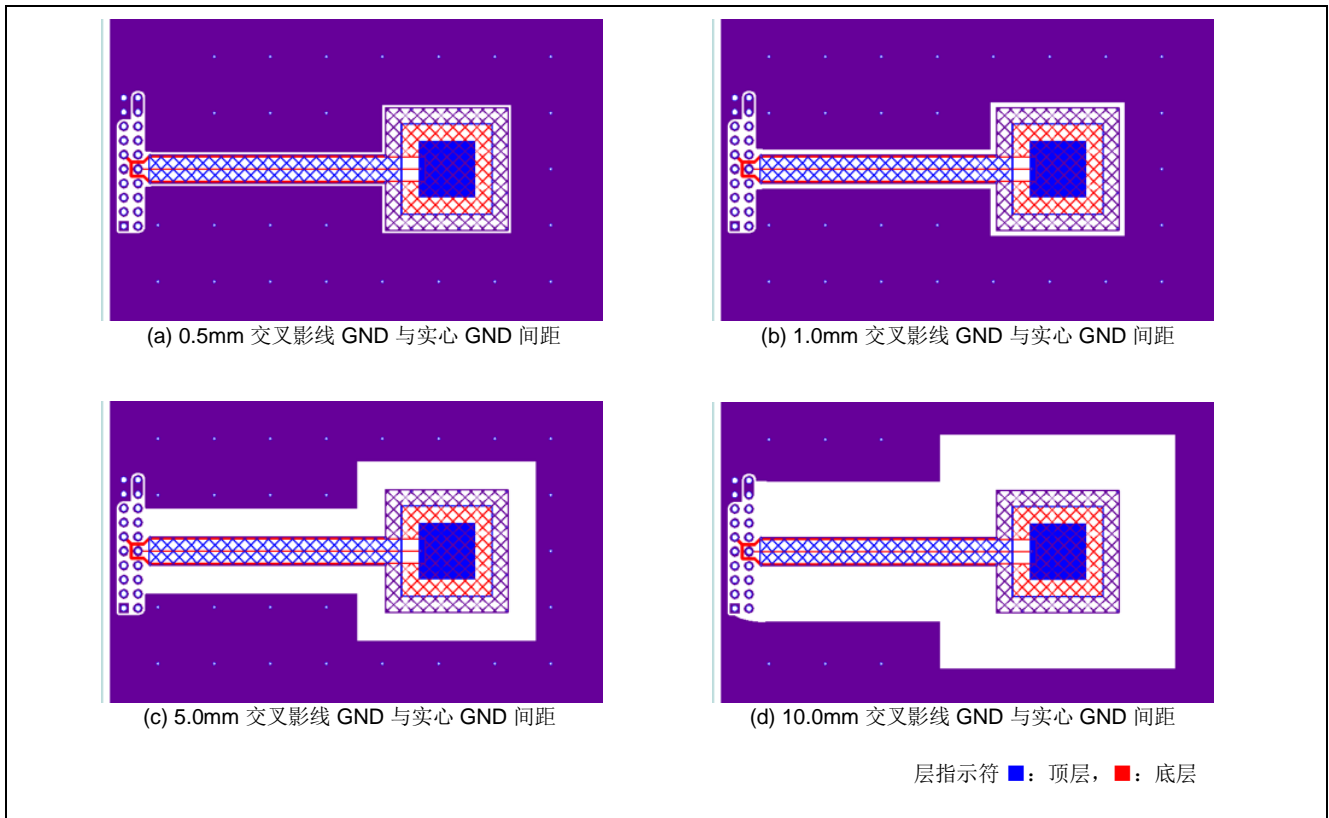 (a) 0.5mm 交叉影线 GND 与实心 GND 间距
(b) 1.0mm 交叉影线 GND 与实心 GND 间距
(c) 5.0mm 交叉影线 GND 与实心 GND 间距
(d) 10.0mm 交叉影线 GND 与实心 GND 间距
层指示符 ■：顶层，■：底层